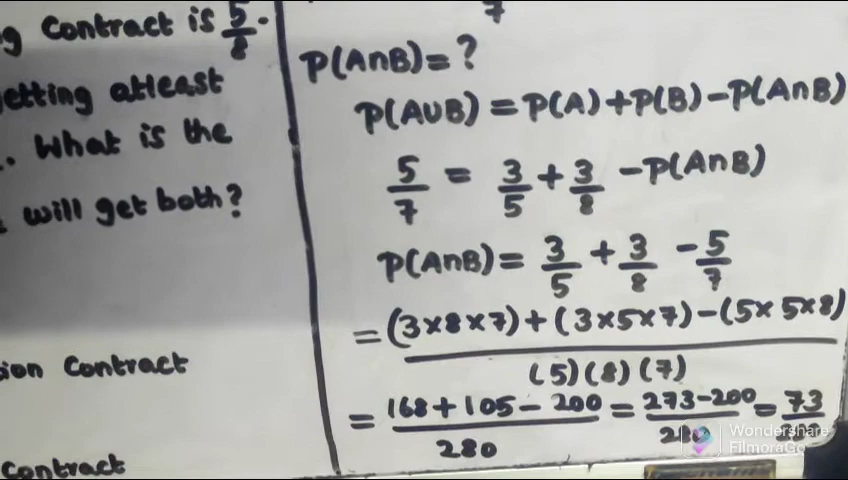 g Contract is 5/8.
etting atleast
. What is the
will get both?
ion Contract
contract
7
P(A∩B)=?
P(A∪B) = P(A)+P(B)-P(A∩B)
5/7 = 3/5 + 3/8 - P(A∩B)
P(A∩B) = 3/5 + 3/8 - 5/7
= (3×8×7)+(3×5×7)-(5×5×8)
(5)(8)(7)
= 168+105-200/280 = 273-200/280 = 73
Wondershare
FilmoraGo